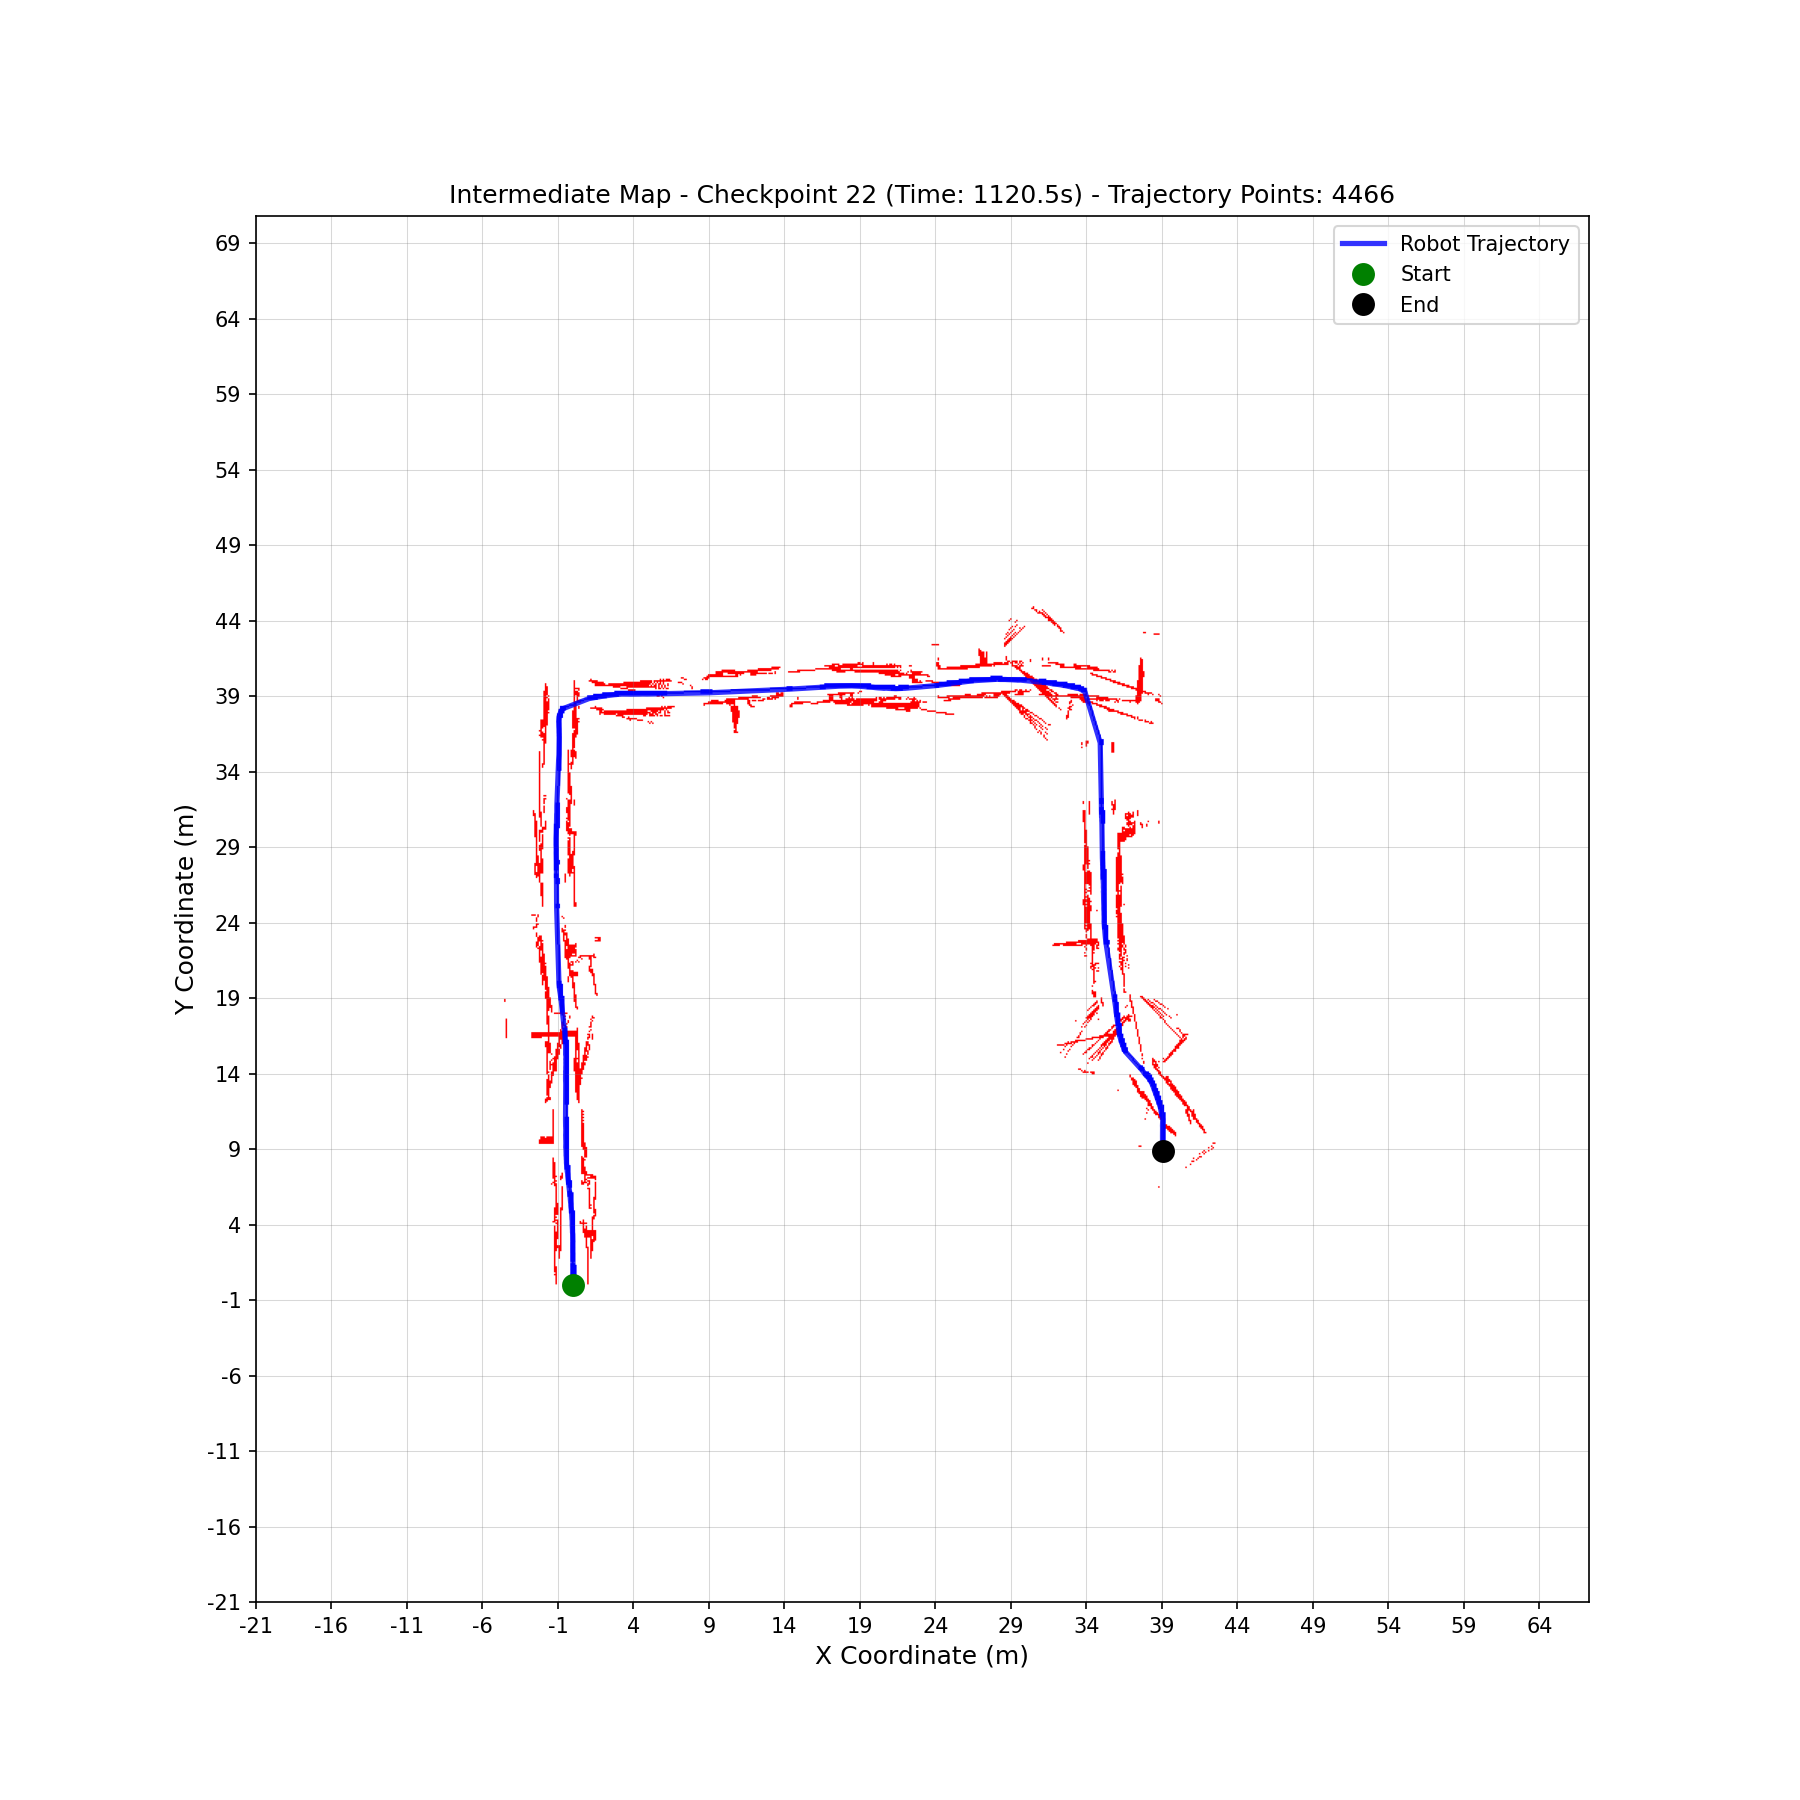 Intermediate Map - Checkpoint 22 (Time: 1120.5s) - Trajectory Points: 4466
Robot Trajectory
Start
End
Y Coordinate (m)
69
64
59
54
49
44
39
34
29
24
19
14
9
4
-1
-6
-11
-16
-21
-21 -16 -11 -6 -1 4 9 14 19 24 29 34 39 44 49 54 59 64
X Coordinate (m)